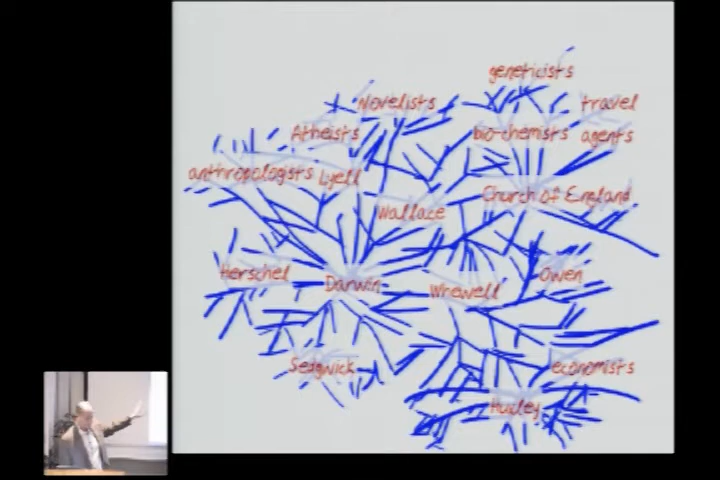 geneticists
Novelists
travel agents
Atheists
bio-chemists
anthropologists
Lyell
Church of England
Wallace
Herschel
Darwin
Wrewell
Owen
Sedgwick
economists
Huxley